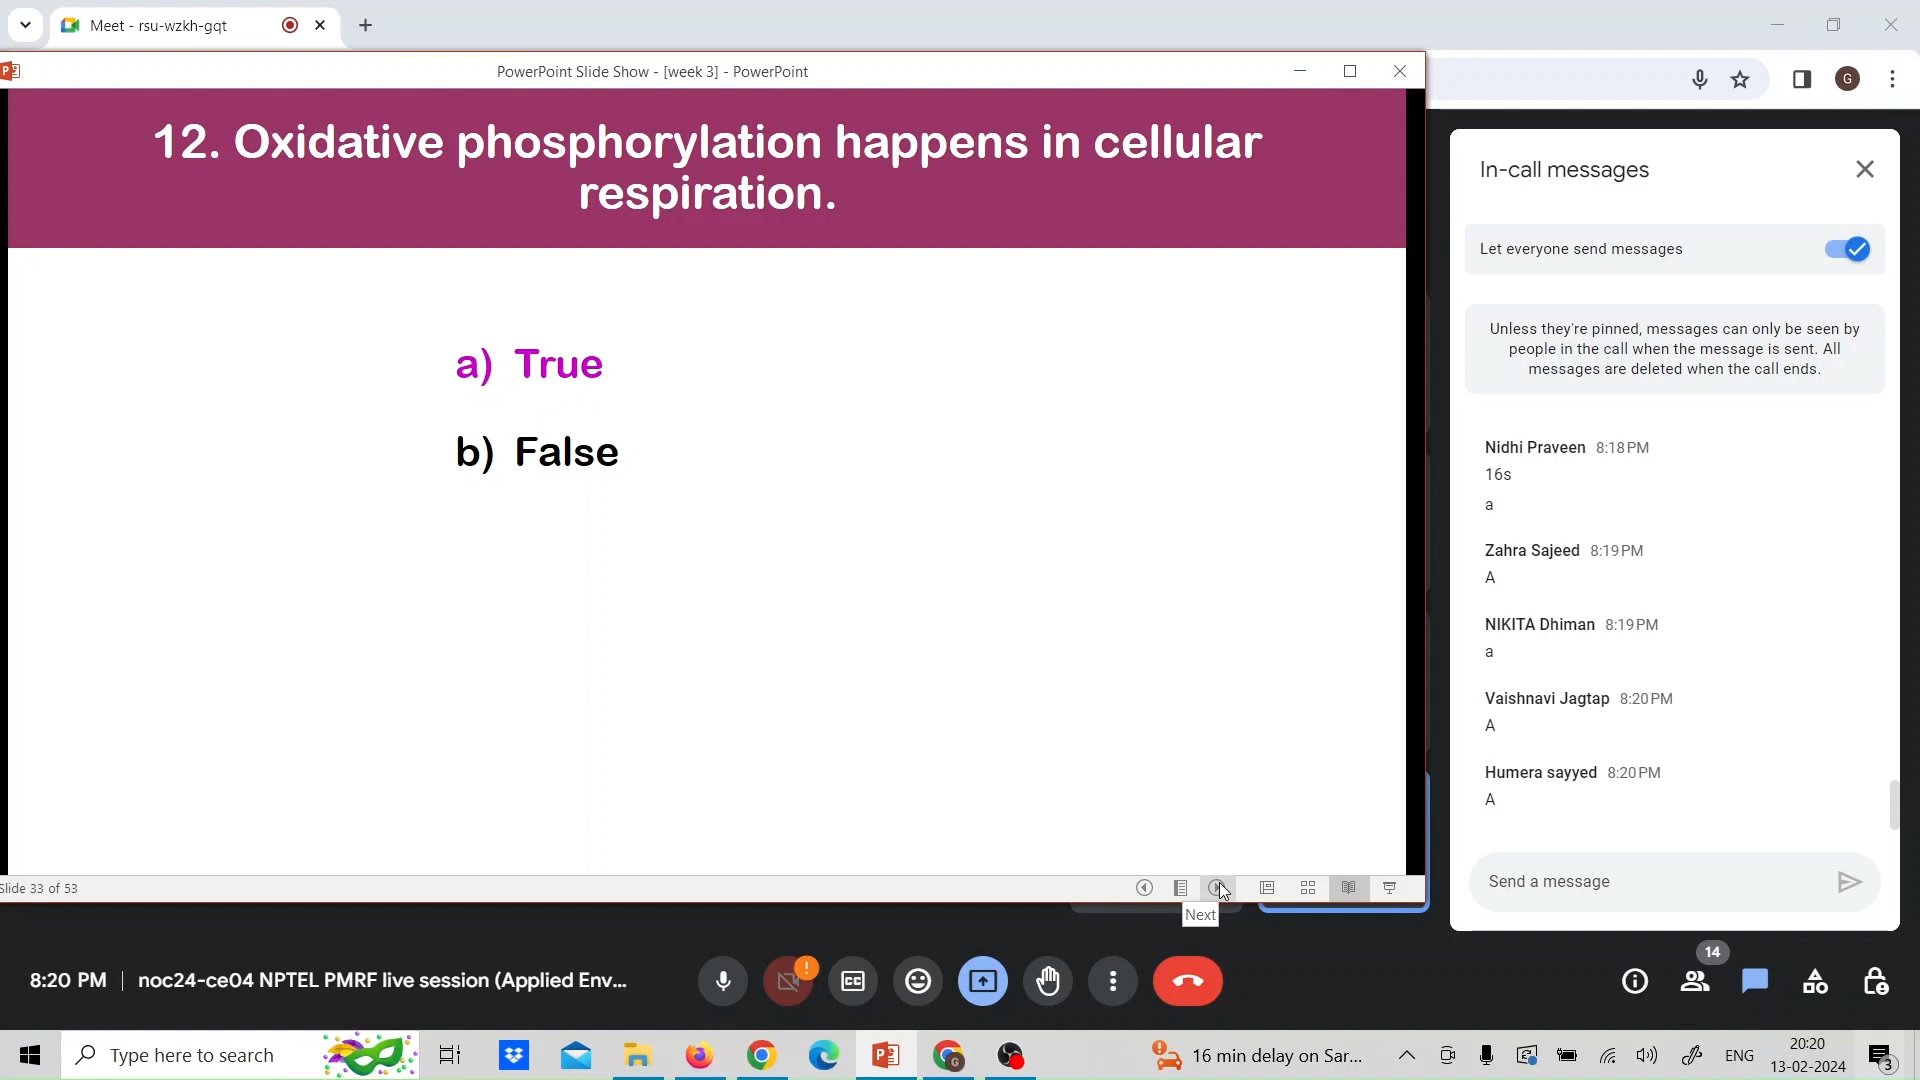 Meet - rsu-wzkh-gqt
PowerPoint Slide Show - [week 3] - PowerPoint
G
12. Oxidative phosphorylation happens in cellular
respiration.
a) True
b) False
Slide 33 of 53
Next
In-call messages
Let everyone send messages
Unless they're pinned, messages can only be seen by
people in the call when the message is sent. All
messages are deleted when the call ends.
Nidhi Praveen 8:18 PM
16s
a
Zahra Sajeed 8:19 PM
A
NIKITA Dhiman 8:19 PM
a
Vaishnavi Jagtap 8:20 PM
A
Humera sayyed 8:20 PM
A
Send a message
8:20 PM | noc24-ce04 NPTEL PMRF live session (Applied Env...
14
Type here to search
16 min delay on Sar...
ENG
20:20
13-02-2024
3